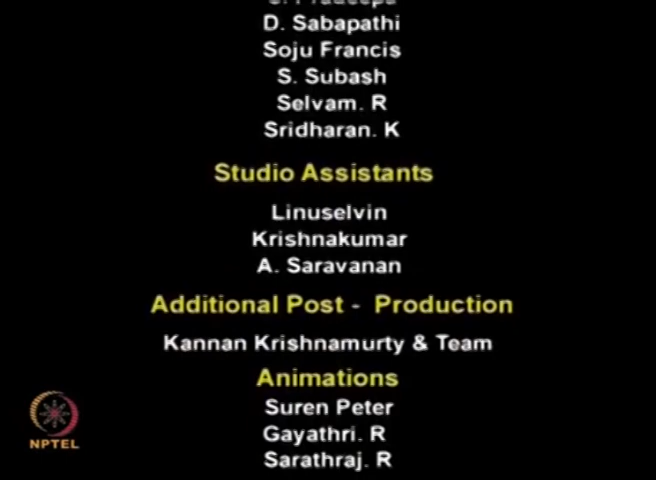 D. Sabapathi
Soju Francis
S. Subash
Selvam. R
Sridharan. K
Studio Assistants
Linuselvin
Krishnakumar
A. Saravanan
Additional Post - Production
Kannan Krishnamurty & Team
Animations
Suren Peter
Gayathri. R
Sarathraj. R
NPTEL